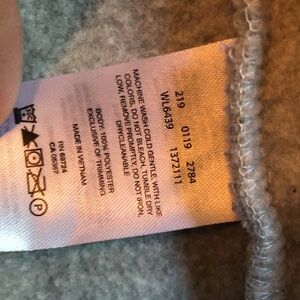 219 0119 2784
WL6439 1372111
MACHINE WASH COLD GENTLE, WITH LIKE
COLORS, DO NOT BLEACH, TUMBLE DRY
LOW, REMOVE PROMPTLY, DO NOT IRON,
DRYCLEANABLE
BODY: 100% POLYESTER
EXCLUSIVE OF TRIMMING
MADE IN VIETNAM
RN 69724
CA 06097
P